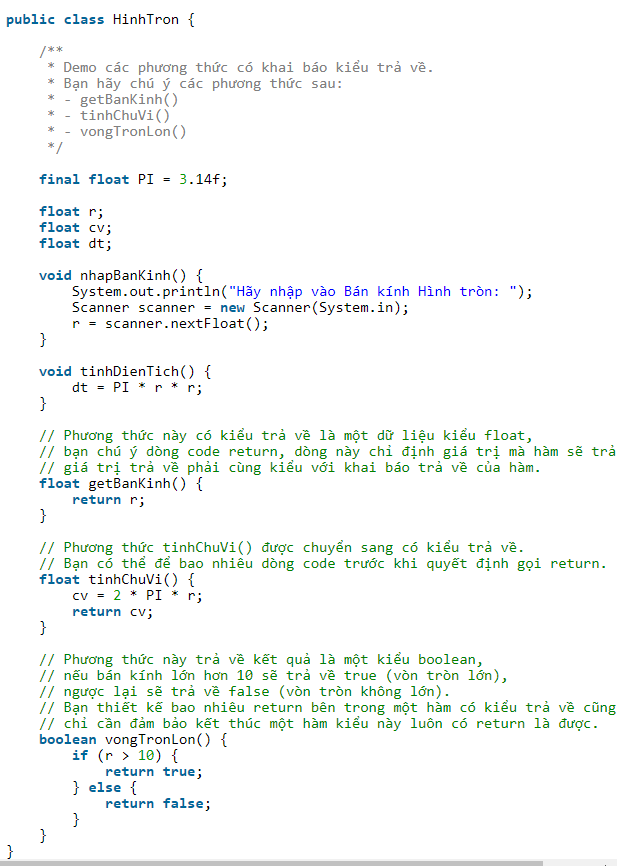 public class HinhTron {
/**
* Demo các phương thức có khai báo kiểu trả về.
* Bạn hãy chú ý các phương thức sau:
* - getBanKinh()
* - tinhChuVi()
* - vongTronLon()
*/
final float PI = 3.14f;
float r;
float cv;
float dt;
void nhapBanKinh() {
System.out.println("Hãy nhập vào Bán kính Hình tròn: ");
Scanner scanner = new Scanner(System.in);
r = scanner.nextFloat();
}
void tinhDienTich() {
dt = PI * r * r;
}
// Phương thức này có kiểu trả về là một dữ liệu kiểu float,
// bạn chú ý dòng code return, dòng này chỉ định giá trị mà hàm sẽ trả
// giá trị trả về phải cùng kiểu với khai báo trả về của hàm.
float getBanKinh() {
return r;
}
// Phương thức tinhChuVi() được chuyển sang có kiểu trả về.
// Bạn có thể để bao nhiêu dòng code trước khi quyết định gọi return.
float tinhChuVi() {
cv = 2 * PI * r;
return cv;
}
// Phương thức này trả về kết quả là một kiểu boolean,
// nếu bán kính lớn hơn 10 sẽ trả về true (vòn tròn lớn),
// ngược lại sẽ trả về false (vòn tròn không lớn).
// Bạn thiết kế bao nhiêu return bên trong một hàm có kiểu trả về cũng
// chỉ cần đảm bảo kết thúc một hàm kiểu này luôn có return là được.
boolean vongTronLon() {
if (r > 10) {
return true;
} else {
return false;
}
}
}